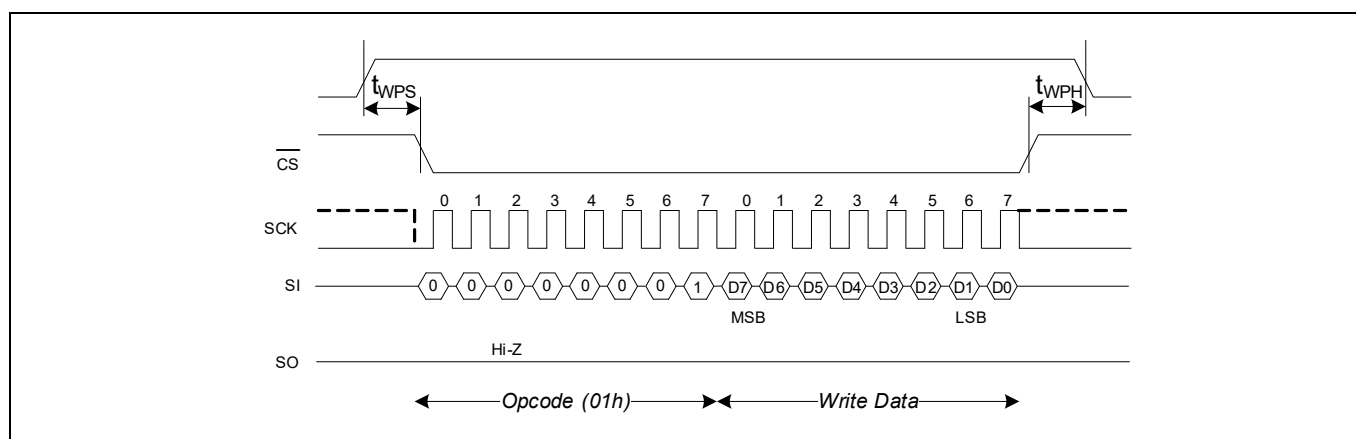 tWPS tWPH
CS
0 1 2 3 4 5 6 7 0 1 2 3 4 5 6 7
SCK
SI 0 0 0 0 0 0 0 1 D7 D6 D5 D4 D3 D2 D1 D0
MSB LSB
Hi-Z
SO
Opcode (01h) Write Data